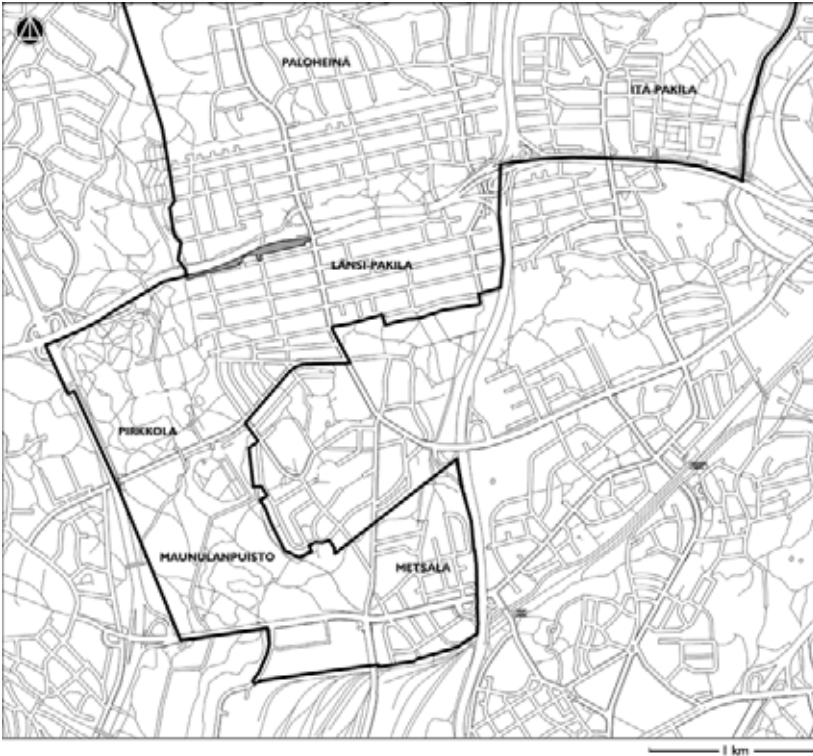 PALOHEINÄ
ITÄ-PAKILA
LÄNSI-PAKILA
PIRKKOLA
MAUNULANPUISTO
METSÄLÄ
1 km